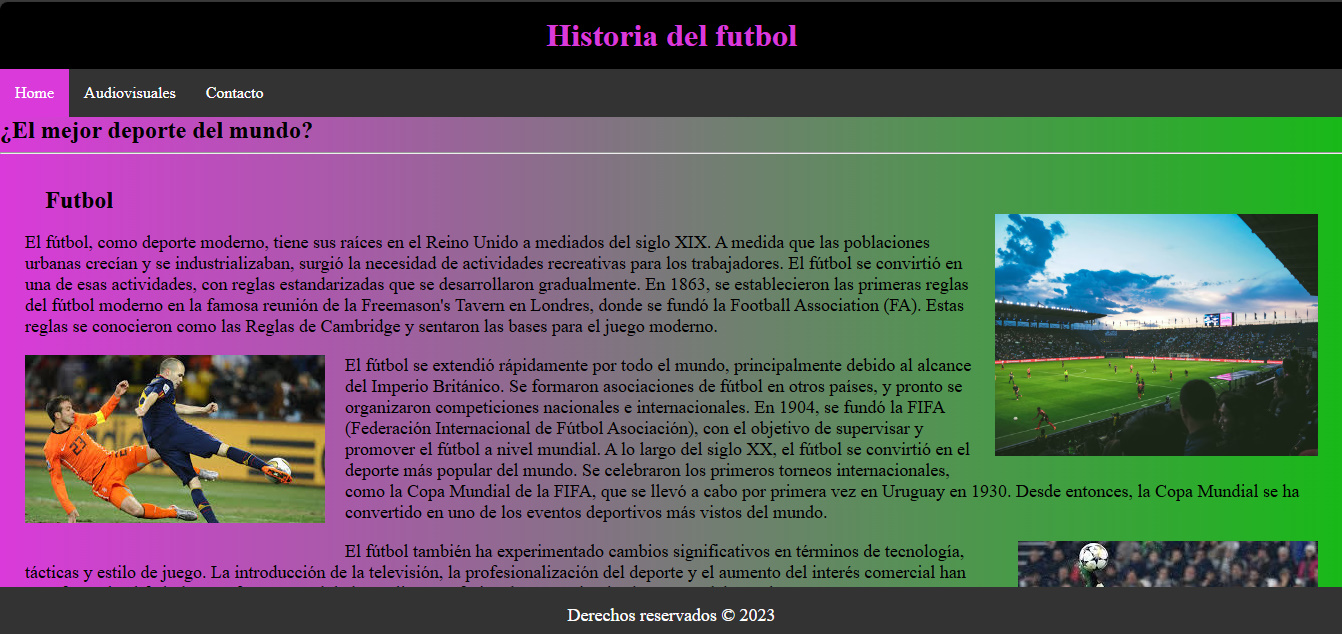 Historia del futbol
Home Audiovisuales Contacto
¿El mejor deporte del mundo?
Futbol
El fútbol, como deporte moderno, tiene sus raíces en el Reino Unido a mediados del siglo XIX. A medida que las poblaciones
urbanas crecían y se industrializaban, surgió la necesidad de actividades recreativas para los trabajadores. El fútbol se convirtió en
una de esas actividades, con reglas estandarizadas que se desarrollaron gradualmente. En 1863, se establecieron las primeras reglas
del fútbol moderno en la famosa reunión de la Freemason's Tavern en Londres, donde se fundó la Football Association (FA). Estas
reglas se conocieron como las Reglas de Cambridge y sentaron las bases para el juego moderno.
El fútbol se extendió rápidamente por todo el mundo, principalmente debido al alcance
del Imperio Británico. Se formaron asociaciones de fútbol en otros países, y pronto se
organizaron competiciones nacionales e internacionales. En 1904, se fundó la FIFA
(Federación Internacional de Fútbol Asociación), con el objetivo de supervisar y
promover el fútbol a nivel mundial. A lo largo del siglo XX, el fútbol se convirtió en el
deporte más popular del mundo. Se celebraron los primeros torneos internacionales,
como la Copa Mundial de la FIFA, que se llevó a cabo por primera vez en Uruguay en 1930. Desde entonces, la Copa Mundial se ha
convertido en uno de los eventos deportivos más vistos del mundo.
El fútbol también ha experimentado cambios significativos en términos de tecnología,
tácticas y estilo de juego. La introducción de la televisión, la profesionalización del deporte y el aumento del interés comercial han
Derechos reservados © 2023